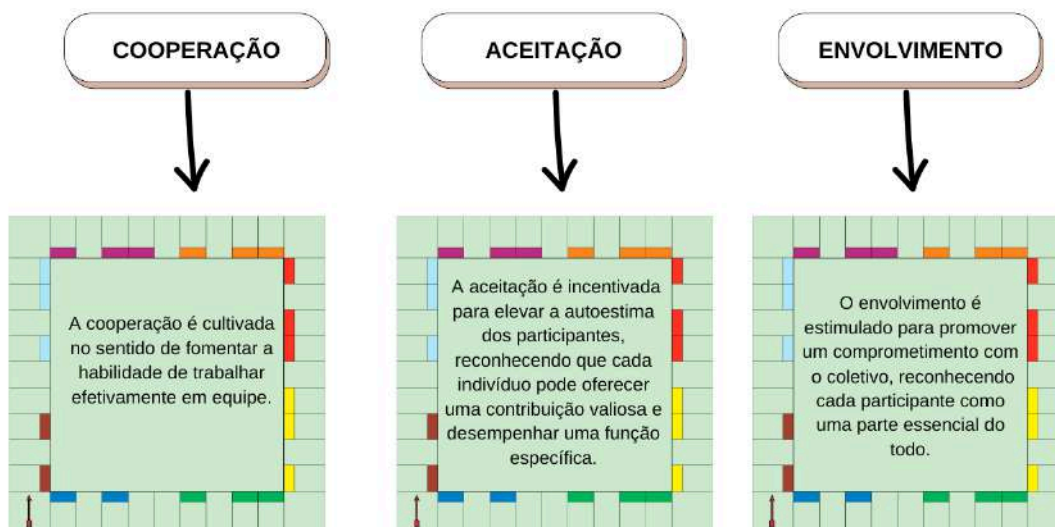 COOPERAÇÃO
ACEITAÇÃO
ENVOLVIMENTO
A cooperação é cultivada
no sentido de fomentar a
habilidade de trabalhar
efetivamente em equipe.
A aceitação é incentivada
para elevar a autoestima
dos participantes,
reconhecendo que cada
indivíduo pode oferecer
uma contribuição valiosa e
desempenhar uma função
específica.
O envolvimento é
estimulado para promover
um comprometimento com
o coletivo, reconhecendo
cada participante como
uma parte essencial do
todo.